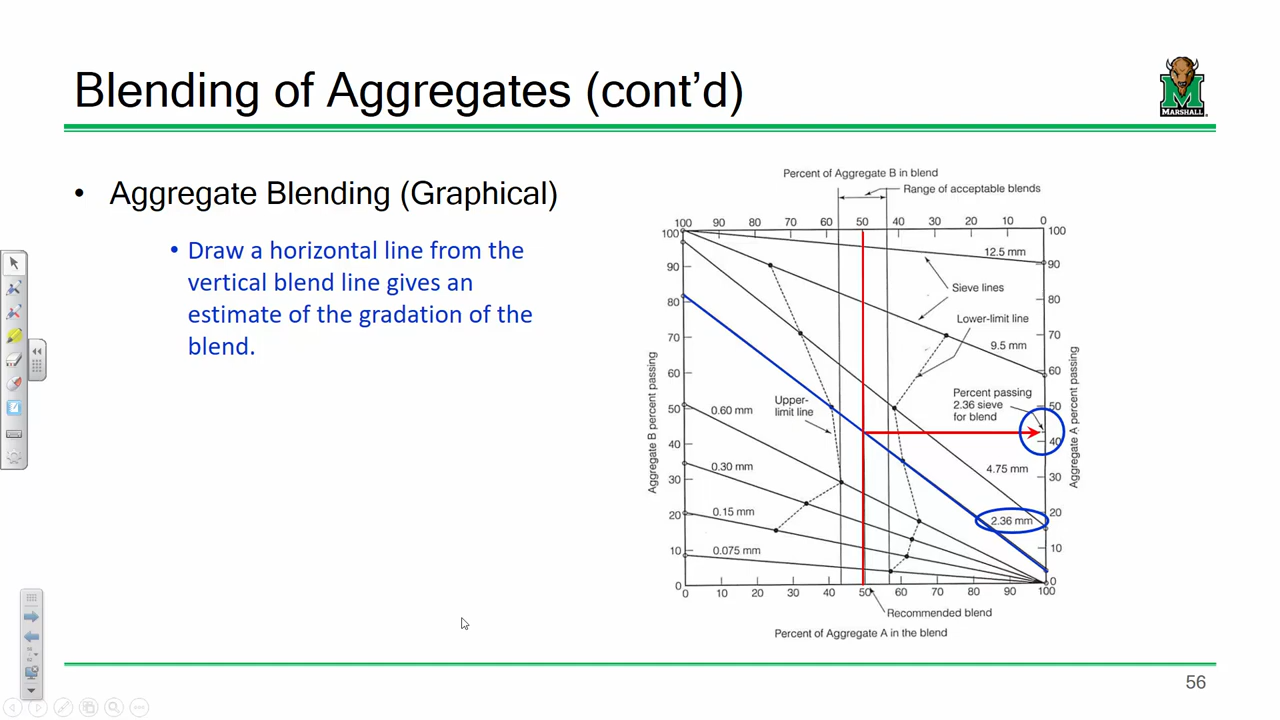 Blending of Aggregates (cont’d)
MARSHALL
• Aggregate Blending (Graphical)
• Draw a horizontal line from the
vertical blend line gives an
estimate of the gradation of the
blend.
Percent of Aggregate B in blend
Range of acceptable blends
100 90 80 70 60 50 40 30 20 10 0
100 90 80 70 60 50 40 30 20 10 0
Aggregate B percent passing
12.5 mm
Sieve lines
Lower-limit line
9.5 mm
Percent passing
2.36 sieve
for blend
Upper-
limit line
0.60 mm
0.30 mm
4.75 mm
0.15 mm
2.36 mm
0.075 mm
100 90 80 70 60 50 40 30 20 10 0
Aggregate A percent passing
0 10 20 30 40 50 60 70 80 90 100
Recommended blend
Percent of Aggregate A in the blend
56